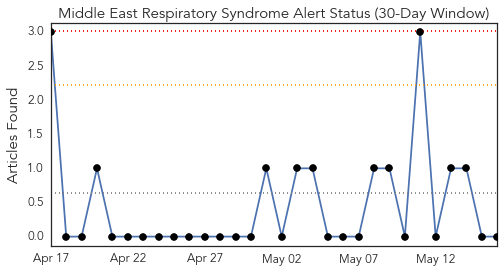 Middle East Respiratory Syndrome Alert Status (30-Day Window)
Articles Found
3.0
2.5
2.0
1.5
1.0
0.5
0.0
Apr 17
Apr 22
Apr 27
May 02
May 07
May 12